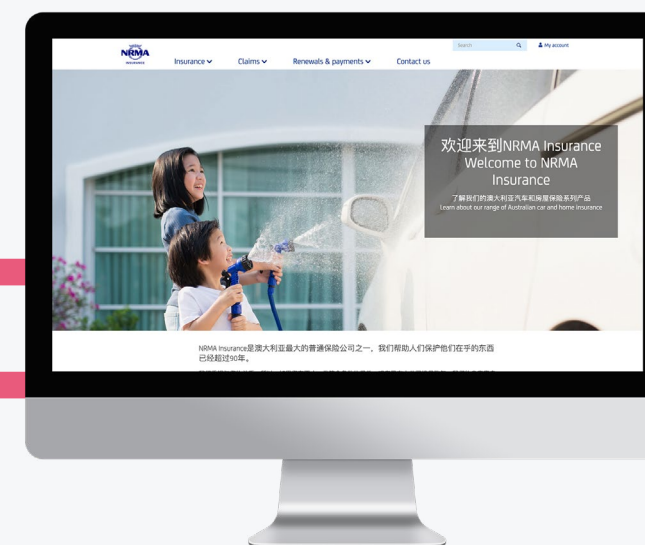 NRMA
INSURANCE
Insurance
Claims
Renewals & payments
Contact us
Search
My account
欢迎来到NRMA Insurance
Welcome to NRMA
Insurance
了解我们的澳大利亚汽车和房屋保险系列产品
Learn about our range of Australian car and home insurance
NRMA Insurance是澳大利亚最大的普通保险公司之一，我们帮助人们保护他们在乎的东西
已经超过90年。